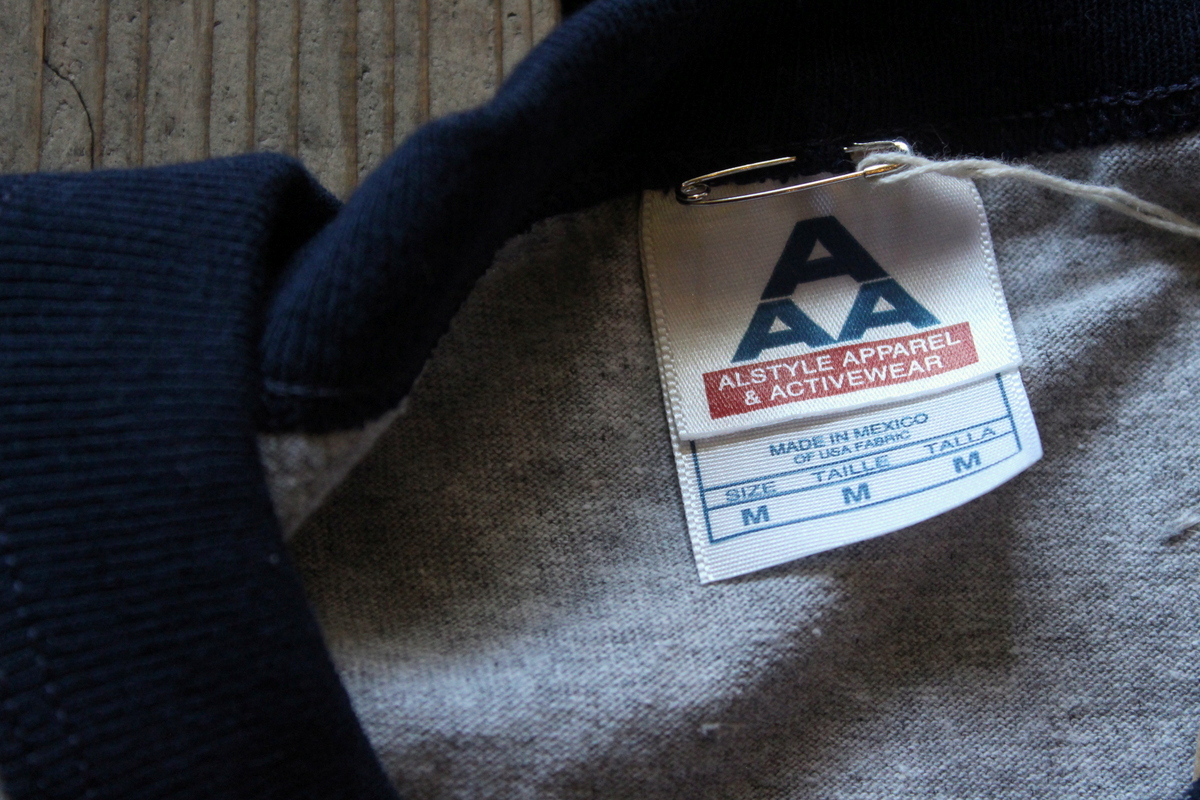 A
AA
ALSTYLE APPAREL
& ACTIVEWEAR
MADE IN MEXICO
OF USA FABRIC
SIZE TAILLE TALLA
M M M